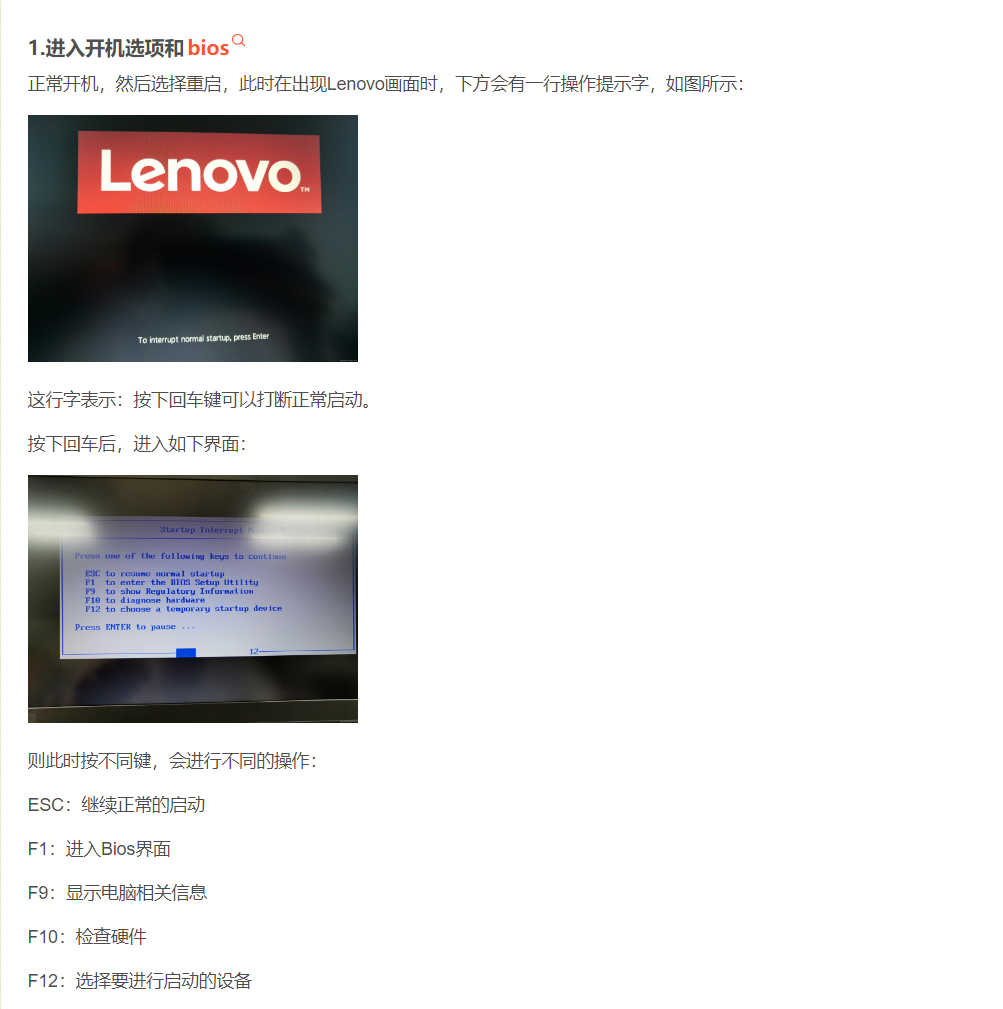 1.进入开机选项和 bios
正常开机，然后选择重启，此时在出现Lenovo画面时，下方会有一行操作提示字，如图所示：
Lenovo™
To interrupt normal startup, press Enter
这行字表示：按下回车键可以打断正常启动。
按下回车后，进入如下界面：
Startup Interrupt
Press one of the following keys to continue
ESC to resume normal startup
F1 to enter the BIOS Setup Utility
F9 to show Regulatory Information
F10 to diagnose hardware
F12 to choose a temporary startup device
Press ENTER to pause ...
12
则此时按不同键，会进行不同的操作：
ESC：继续正常的启动
F1：进入Bios界面
F9：显示电脑相关信息
F10：检查硬件
F12：选择要进行启动的设备